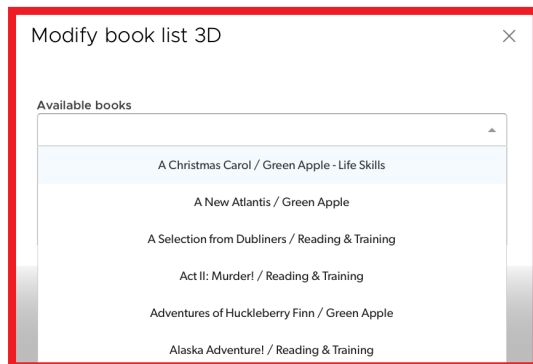 Modify book list 3D
Available books
A Christmas Carol / Green Apple - Life Skills
A New Atlantis / Green Apple
A Selection from Dubliners / Reading & Training
Act II: Murder! / Reading & Training
Adventures of Huckleberry Finn / Green Apple
Alaska Adventure! / Reading & Training